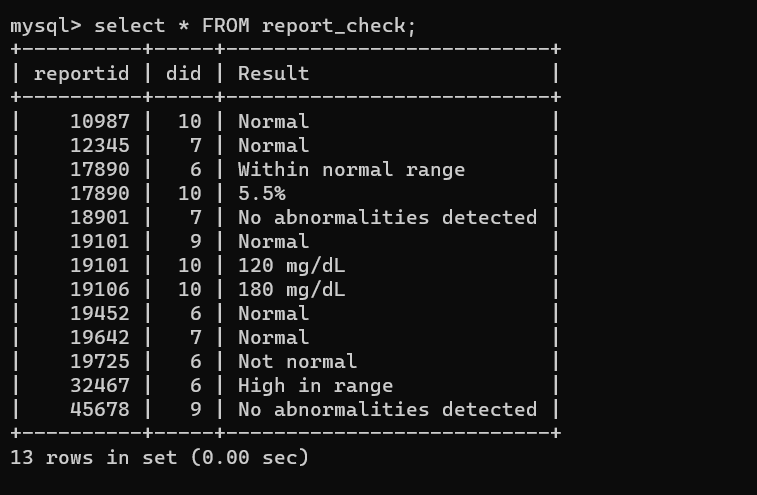 mysql> select * FROM report_check;
+----------+-----+---------------------------+
| reportid | did | Result                    |
+----------+-----+---------------------------+
|    10987 |  10 | Normal                    |
|    12345 |   7 | Normal                    |
|    17890 |   6 | Within normal range       |
|    17890 |  10 | 5.5%                      |
|    18901 |   7 | No abnormalities detected |
|    19101 |   9 | Normal                    |
|    19101 |  10 | 120 mg/dL                 |
|    19106 |  10 | 180 mg/dL                 |
|    19452 |   6 | Normal                    |
|    19642 |   7 | Normal                    |
|    19725 |   6 | Not normal                |
|    32467 |   6 | High in range             |
|    45678 |   9 | No abnormalities detected |
+----------+-----+---------------------------+
13 rows in set (0.00 sec)